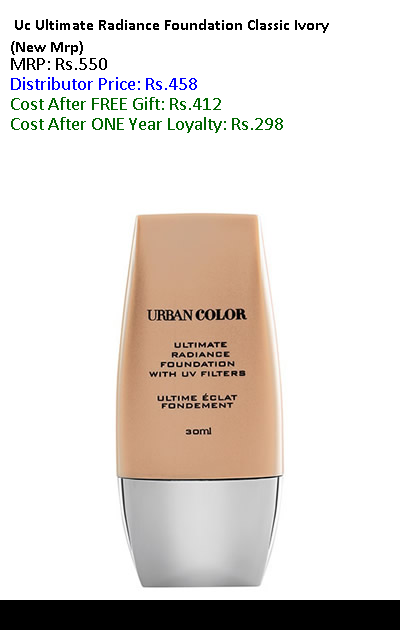 Uc Ultimate Radiance Foundation Classic Ivory
(New Mrp)
MRP: Rs.550
Distributor Price: Rs.458
Cost After FREE Gift: Rs.412
Cost After ONE Year Loyalty: Rs.298
URBAN COLOR
ULTIMATE
RADIANCE
FOUNDATION
WITH UV FILTERS
ULTIME ÉCLAT
FONDEMENT
30ml